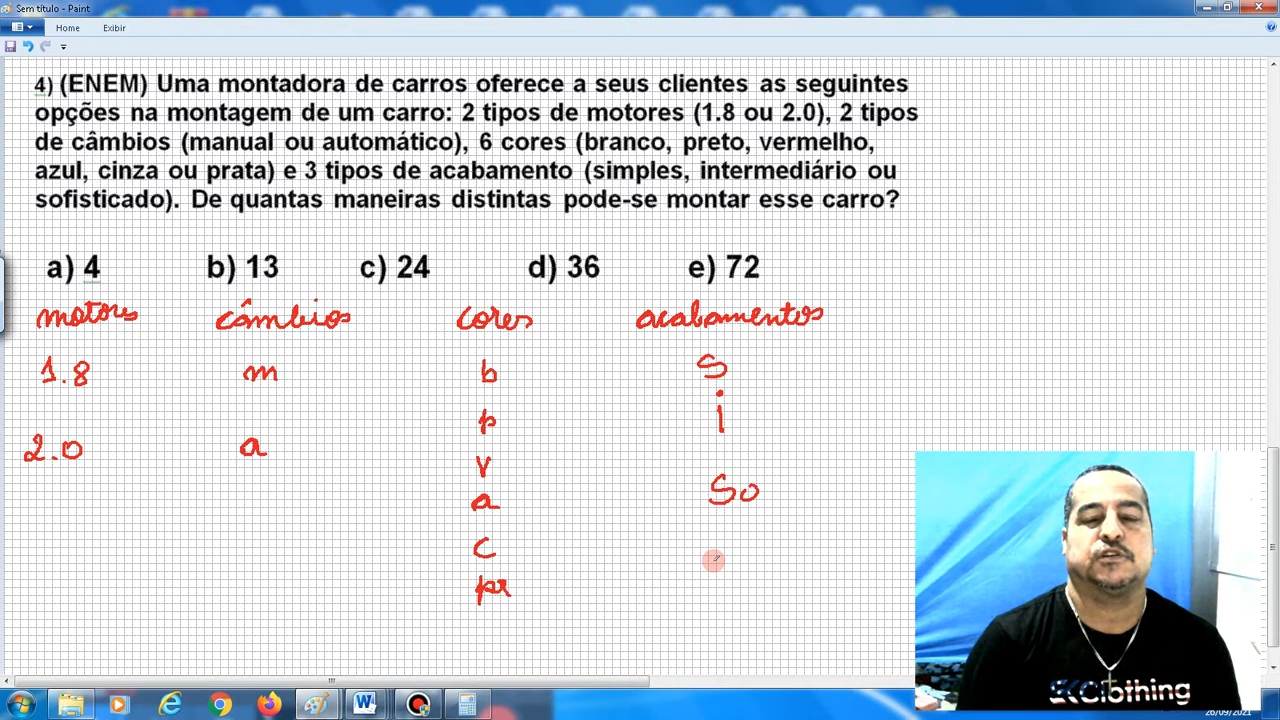 Sem título - Paint
Home Exibir
4) (ENEM) Uma montadora de carros oferece a seus clientes as seguintes
opções na montagem de um carro: 2 tipos de motores (1.8 ou 2.0), 2 tipos
de câmbios (manual ou automático), 6 cores (branco, preto, vermelho,
azul, cinza ou prata) e 3 tipos de acabamento (simples, intermediário ou
sofisticado). De quantas maneiras distintas pode-se montar esse carro?
a) 4 b) 13 c) 24 d) 36 e) 72
motores câmbios cores acabamentos
1.8 m b S
p i
2.0 a v
a So
c
pr
Clothing
26/09/2021